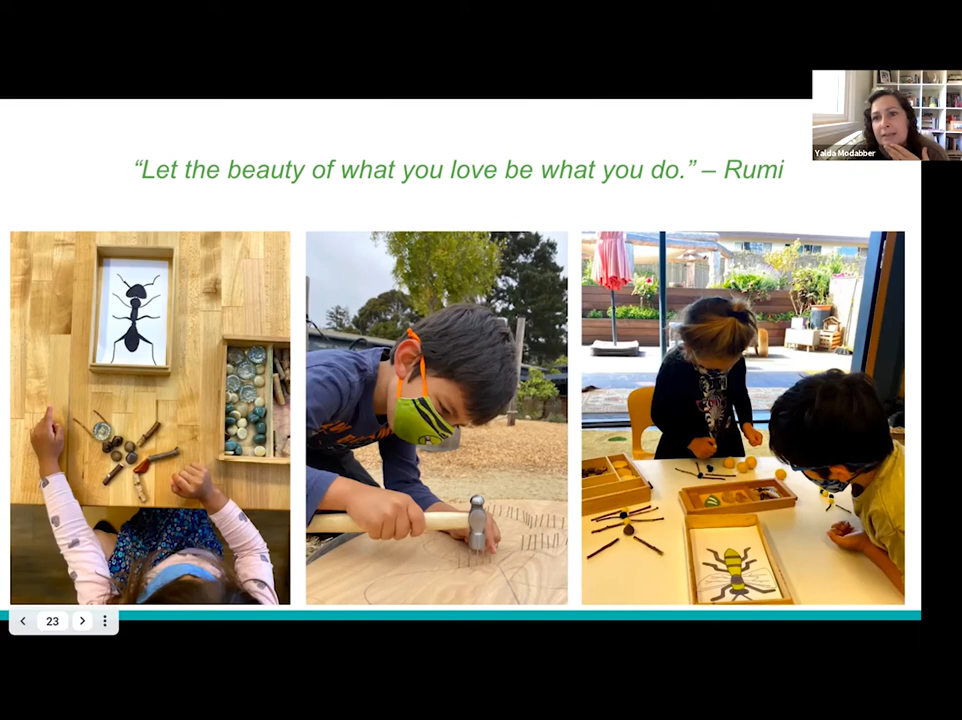 “Let the beauty of what you love be what you do.” – Rumi
Yalda Modabber
23